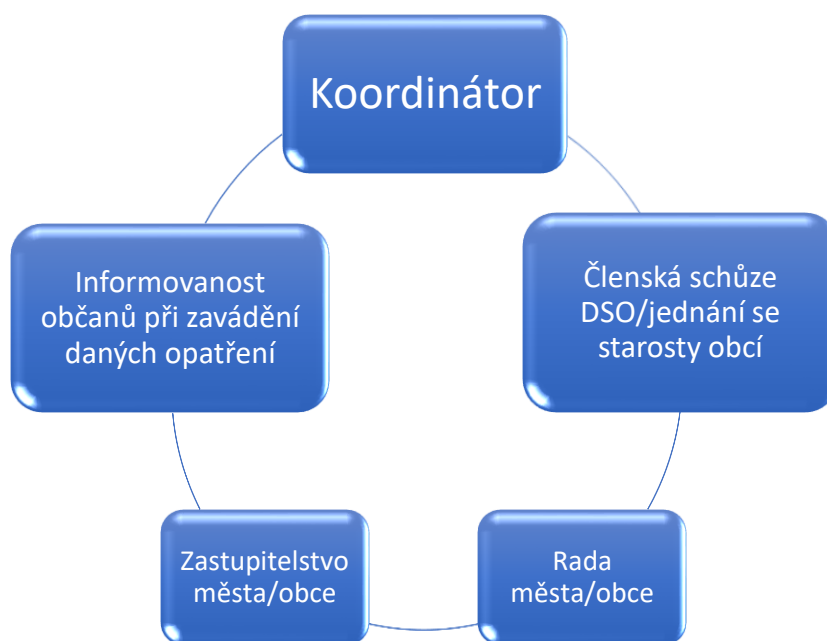 Koordinátor
Informovanost
občanů při zavádění
daných opatření
Členská schůze
DSO/jednání se
starosty obcí
Zastupitelstvo
města/obce
Rada
města/obce